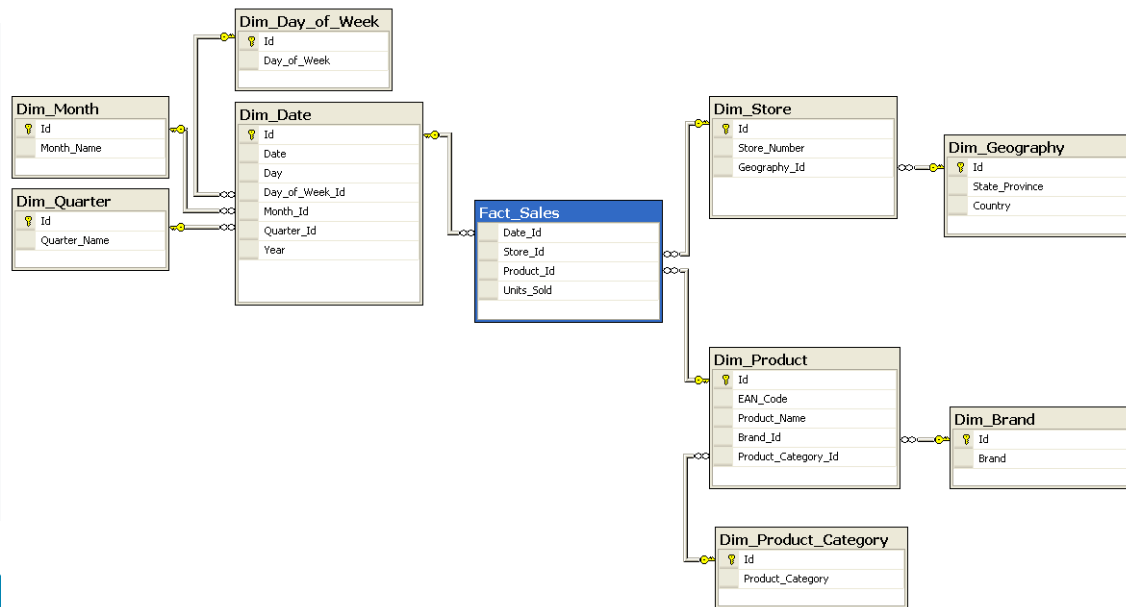 Dim_Day_of_Week
Id
Day_of_Week
Dim_Month
Id
Month_Name
Dim_Quarter
Id
Quarter_Name
Dim_Date
Id
Date
Day
Day_of_Week_Id
Month_Id
Quarter_Id
Year
Fact_Sales
Date_Id
Store_Id
Product_Id
Units_Sold
Dim_Store
Id
Store_Number
Geography_Id
Dim_Geography
Id
State_Province
Country
Dim_Product
Id
EAN_Code
Product_Name
Brand_Id
Product_Category_Id
Dim_Brand
Id
Brand
Dim_Product_Category
Id
Product_Category